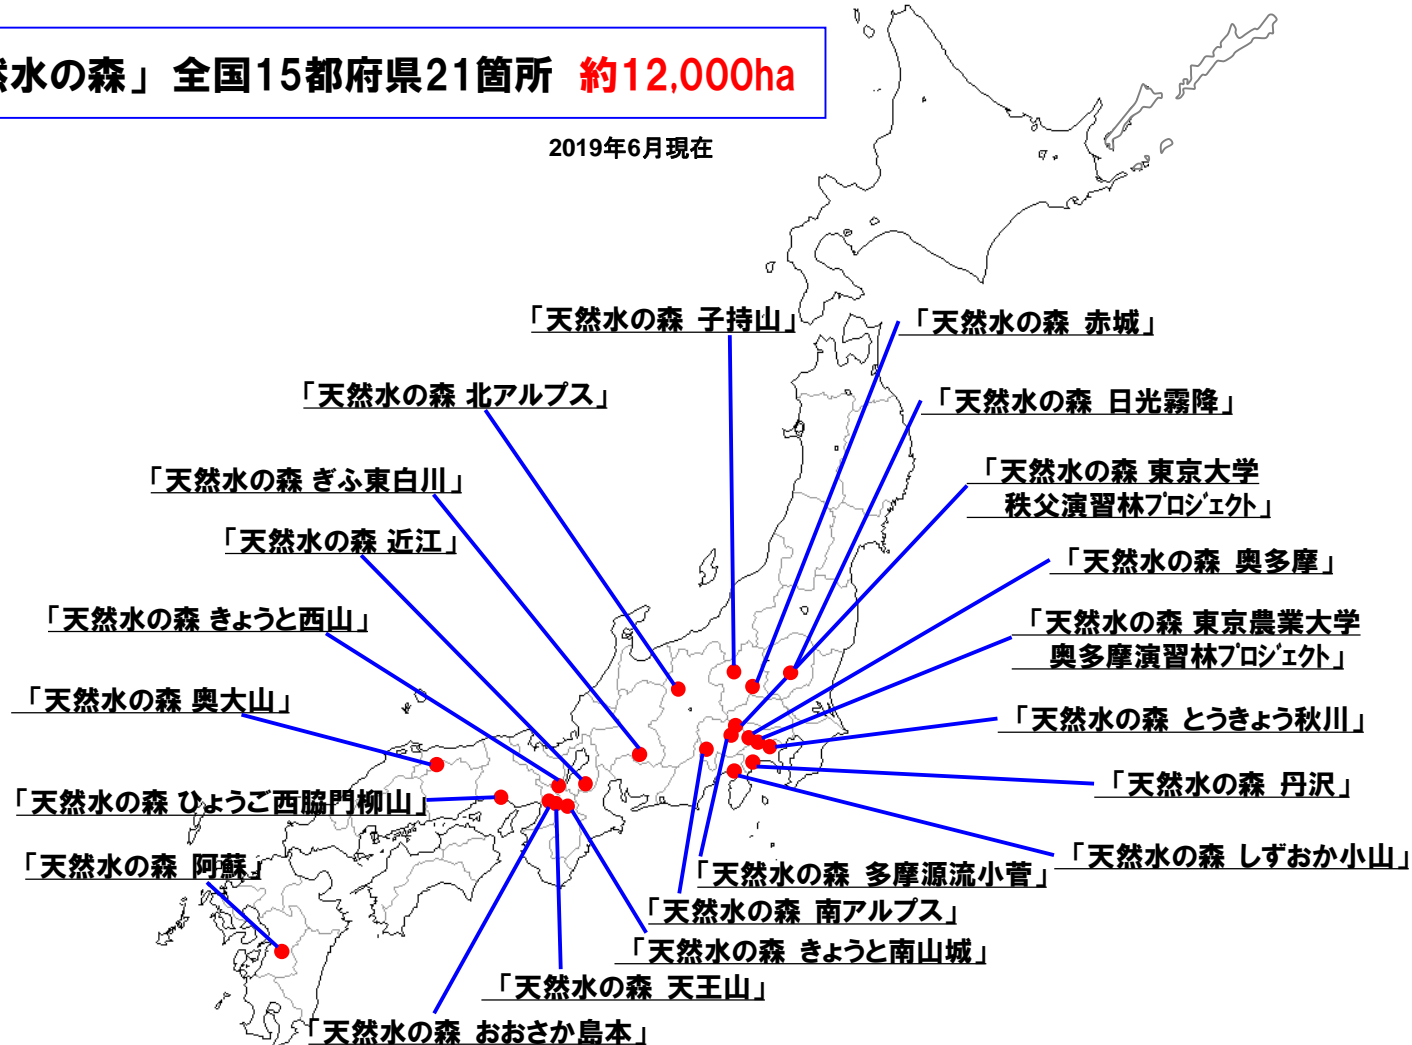 然水の森」 全国15都府県21箇所 約12,000ha
2019年6月現在
「天然水の森 子持山」
「天然水の森 赤城」
「天然水の森 北アルプス」
「天然水の森 日光霧降」
「天然水の森 ぎふ東白川」
「天然水の森 東京大学
秩父演習林プロジェクト」
「天然水の森 近江」
「天然水の森 奥多摩」
「天然水の森 きょうと西山」
「天然水の森 東京農業大学
奥多摩演習林プロジェクト」
「天然水の森 奥大山」
「天然水の森 とうきょう秋川」
「天然水の森 丹沢」
「天然水の森 ひょうご西脇門柳山」
「天然水の森 しずおか小山」
「天然水の森 阿蘇」
「天然水の森 多摩源流小菅」
「天然水の森 南アルプス」
「天然水の森 きょうと南山城」
「天然水の森 天王山」
「天然水の森 おおさか島本」